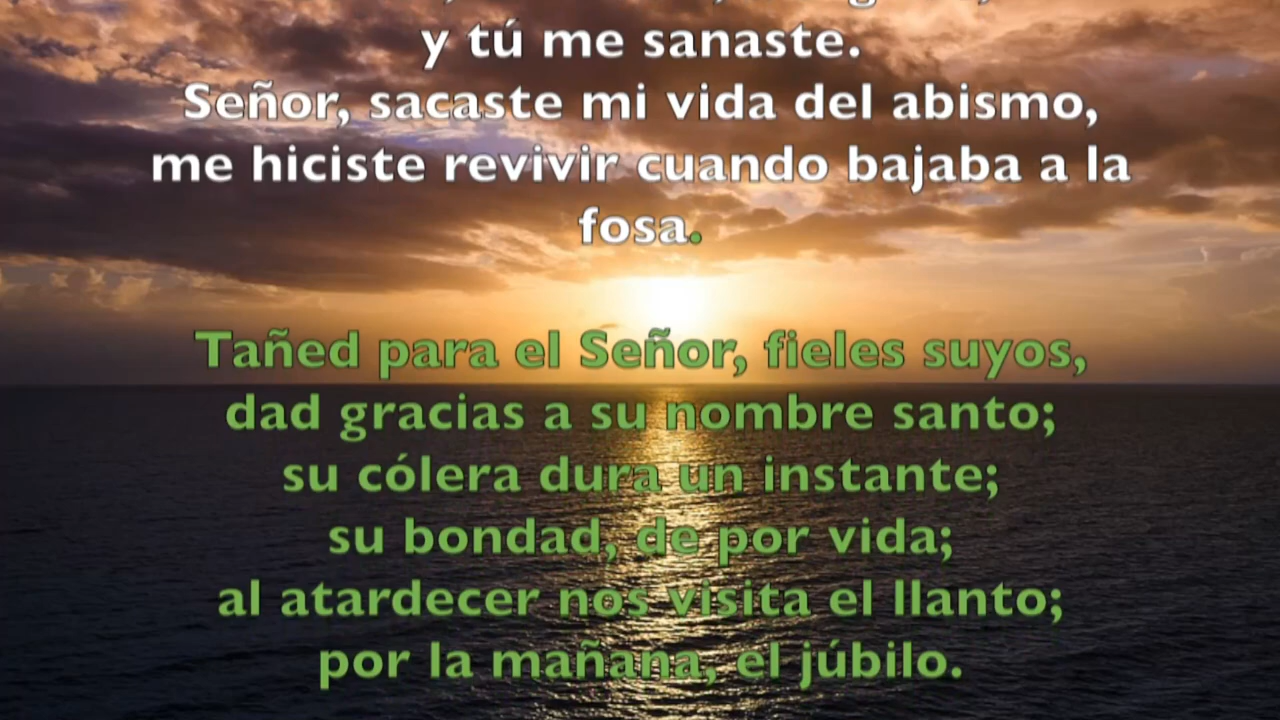 y tú me sanaste.
Señor, sacaste mi vida del abismo,
me hiciste revivir cuando bajaba a la
fosa.
Tañed para el Señor, fieles suyos,
dad gracias a su nombre santo;
su cólera dura un instante;
su bondad, de por vida;
al atardecer nos visita el llanto;
por la mañana, el júbilo.